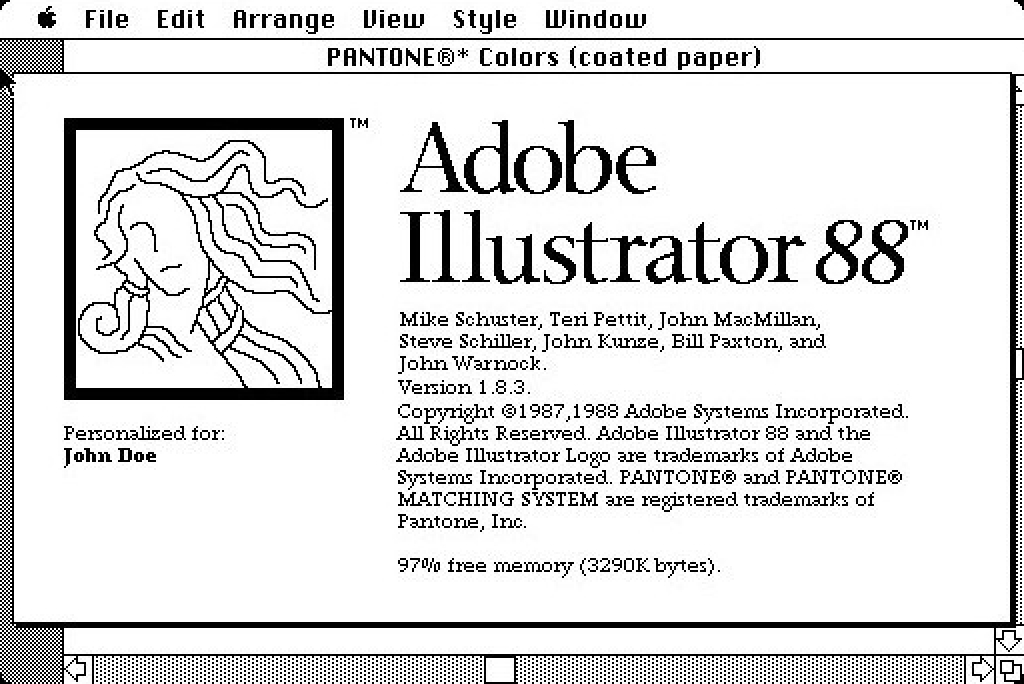 File Edit Arrange View Style Window
PANTONE®* Colors (coated paper)
™
Adobe
Illustrator 88™
Mike Schuster, Teri Pettit, John MacMillan,
Steve Schiller, John Kunze, Bill Paxton, and
John Warnock.
Version 1.8.3.
Copyright ©1987,1988 Adobe Systems Incorporated.
All Rights Reserved. Adobe Illustrator 88 and the
Adobe Illustrator Logo are trademarks of Adobe
Systems Incorporated. PANTONE® and PANTONE®
MATCHING SYSTEM are registered trademarks of
Pantone, Inc.
97% free memory (3290K bytes).
Personalized for:
John Doe